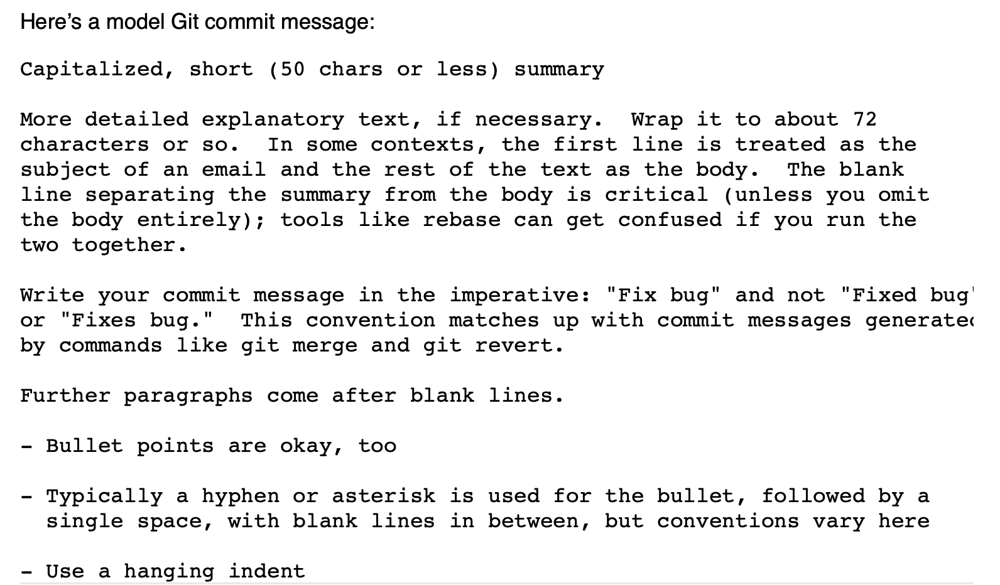 Here’s a model Git commit message:
Capitalized, short (50 chars or less) summary
More detailed explanatory text, if necessary.  Wrap it to about 72
characters or so.  In some contexts, the first line is treated as the
subject of an email and the rest of the text as the body.  The blank
line separating the summary from the body is critical (unless you omit
the body entirely); tools like rebase can get confused if you run the
two together.
Write your commit message in the imperative: "Fix bug" and not "Fixed bug"
or "Fixes bug."  This convention matches up with commit messages generated
by commands like git merge and git revert.
Further paragraphs come after blank lines.
- Bullet points are okay, too
- Typically a hyphen or asterisk is used for the bullet, followed by a
  single space, with blank lines in between, but conventions vary here
- Use a hanging indent